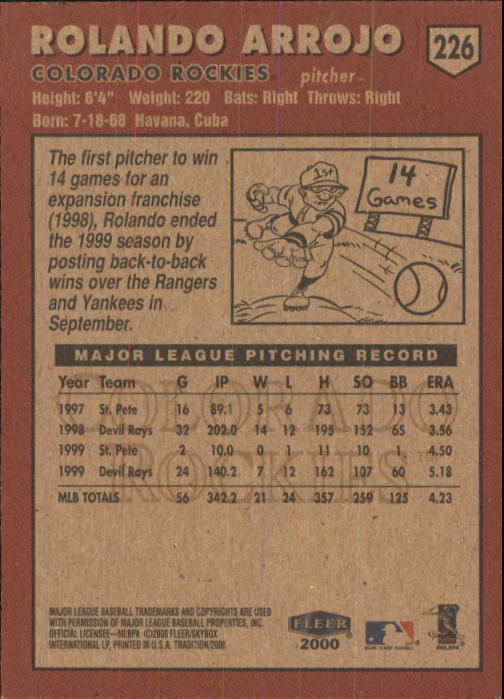 ROLANDO ARROJO
226
COLORADO ROCKIES pitcher
Height: 6'4" Weight: 220 Bats: Right Throws: Right
Born: 7-18-68 Havana, Cuba
The first pitcher to win
14 games for an
expansion franchise
(1998), Rolando ended
the 1999 season by
posting back-to-back
wins over the Rangers
and Yankees in
September.
1st
14
Games
MAJOR LEAGUE PITCHING RECORD
Year Team G IP W L H SO BB ERA
1997 St. Pete 16 89.1 5 6 73 73 13 3.43
1998 Devil Rays 32 202.0 14 12 195 152 65 3.56
1999 St. Pete 2 10.0 0 1 11 10 1. 4.50
1999 Devil Rays 24 140.2 7 12 162 107 60 5.18
MLB TOTALS 56 342.2 21 24 357 259 125 4.23
COLORADO
ROCKIES™
MAJOR LEAGUE BASEBALL TRADEMARKS AND COPYRIGHTS ARE USED
WITH PERMISSION OF MAJOR LEAGUE BASEBALL PROPERTIES, INC.
OFFICIAL LICENSEE—MLBPA ©2000 FLEER/SKYBOX
INTERNATIONAL LP, PRINTED IN U.S.A. TRADITION/2000
FLEER
2000
MAJOR LEAGUE BASEBALL
MLBPA